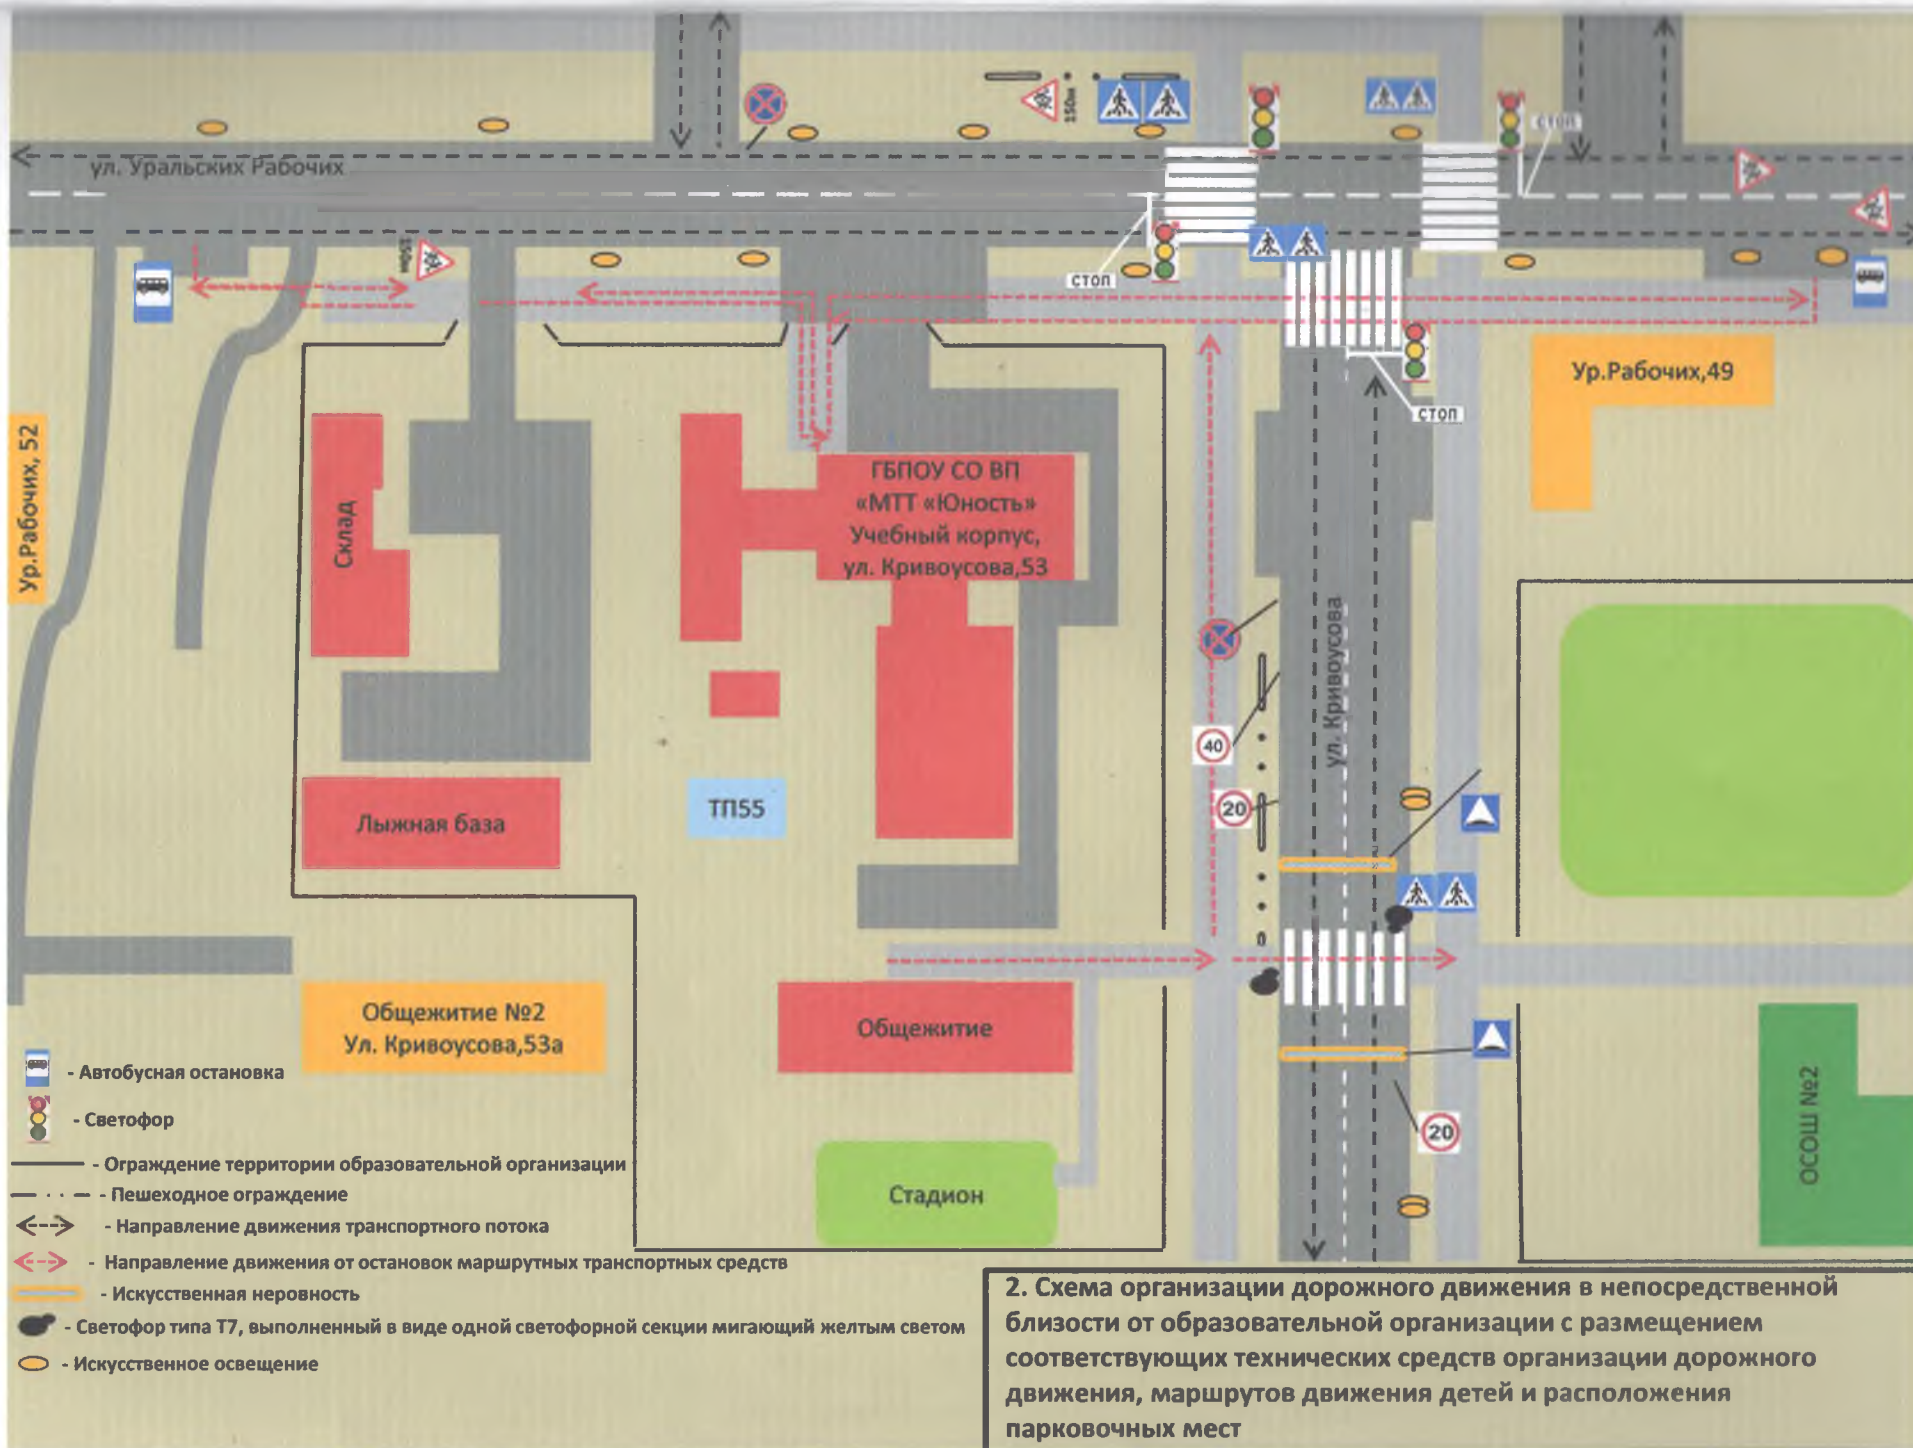 150м
СТОП
ул. Уральских Рабочих
150м
СТОП
Ур.Рабочих,49
СТОП
Ур.Рабочих, 52
Склад
ГБПОУ СО ВП
«МТТ «Юность»
Учебный корпус,
ул. Кривоусова,53
ул. Кривоусова
40
20
Лыжная база
ТП55
Общежитие №2
Ул. Кривоусова,53а
Общежитие
20
ОСОШ №2
Стадион
- Автобусная остановка
- Светофор
- Ограждение территории образовательной организации
- Пешеходное ограждение
- Направление движения транспортного потока
- Направление движения от остановок маршрутных транспортных средств
- Искусственная неровность
- Светофор типа Т7, выполненный в виде одной светофорной секции мигающий желтым светом
- Искусственное освещение
2. Схема организации дорожного движения в непосредственной
близости от образовательной организации с размещением
соответствующих технических средств организации дорожного
движения, маршрутов движения детей и расположения
парковочных мест